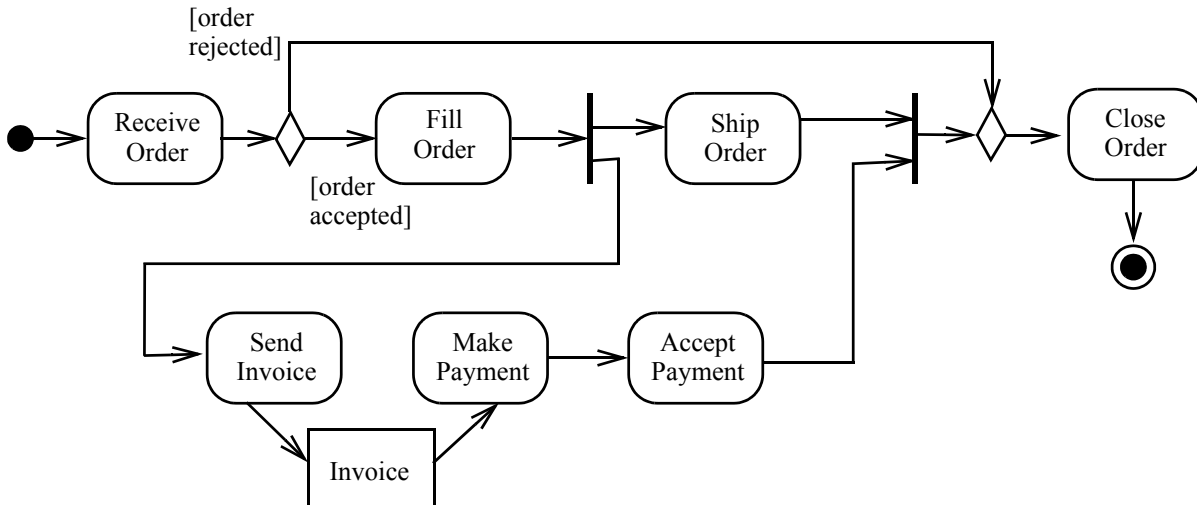 [order
rejected]
Receive
Order
Fill
Order
Ship
Order
Close
Order
[order
accepted]
Send
Invoice
Make
Payment
Accept
Payment
Invoice